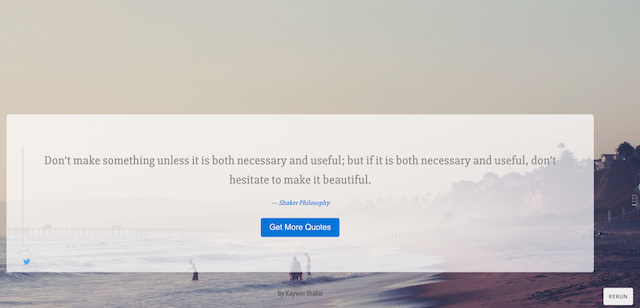 Don't make something unless it is both necessary and useful; but if it is both necessary and useful, don't
hesitate to make it beautiful.
— Shaker Philosophy
Get More Quotes
By Kayven Shahis
RERUN